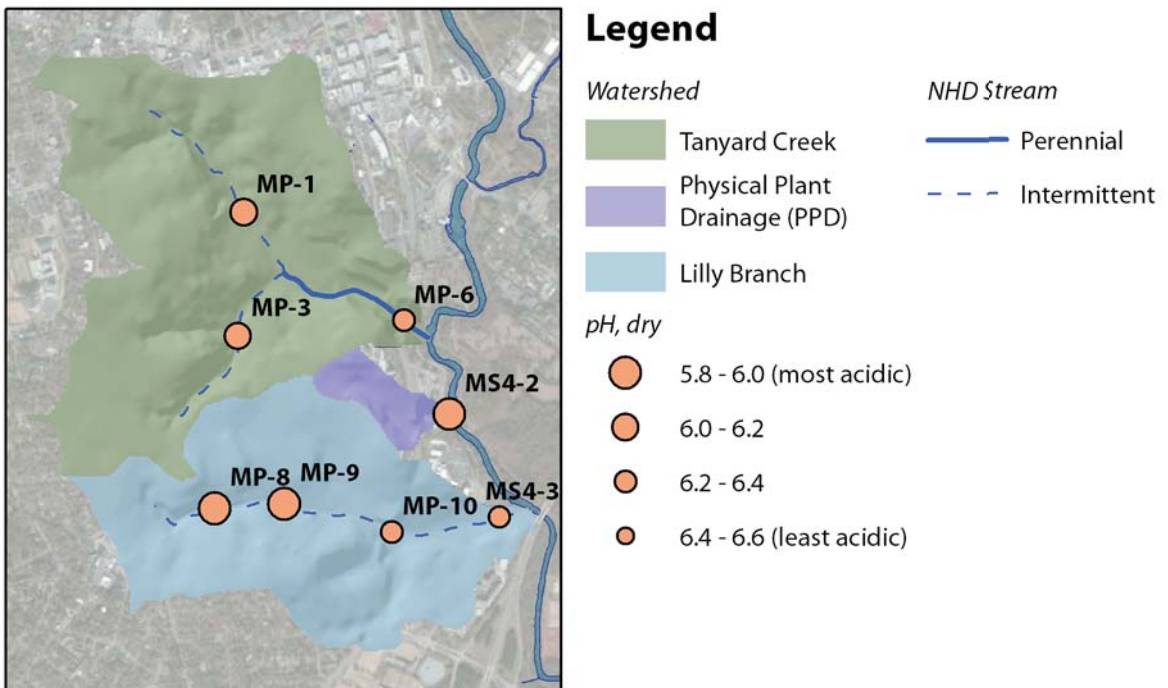 MP-1
MP-3
MP-6
MS4-2
MP-8
MP-9
MP-10
MS4-3
Legend
Watershed
Tanyard Creek
Physical Plant
Drainage (PPD)
Lilly Branch
NHD Stream
Perennial
Intermittent
pH, dry
5.8 - 6.0 (most acidic)
6.0 - 6.2
6.2 - 6.4
6.4 - 6.6 (least acidic)